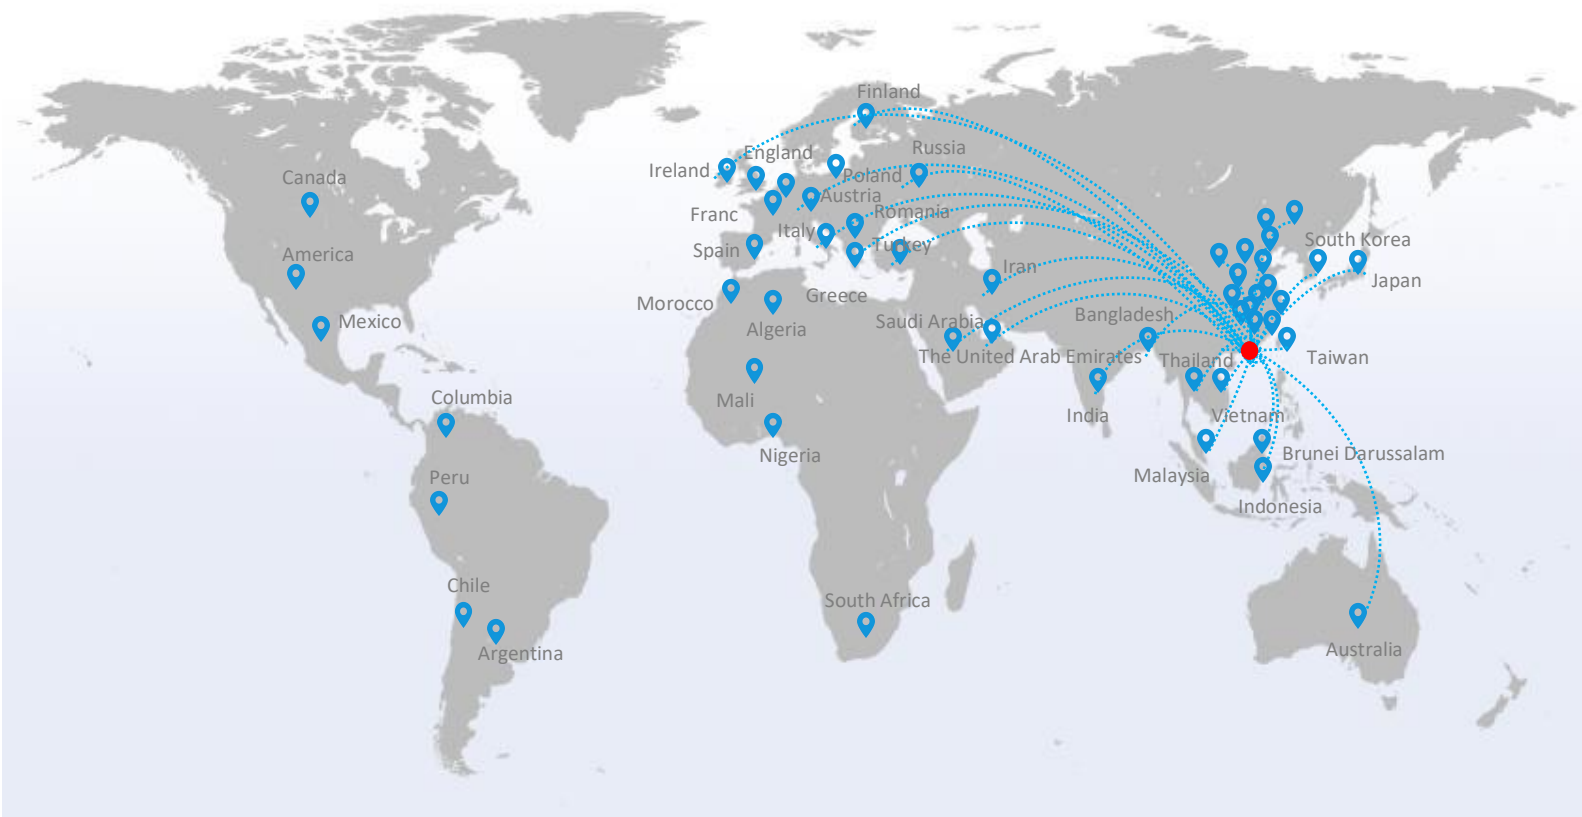 Finland
Russia
England
Ireland
Poland
Canada
Austria
Franc
Romania
Italy
South Korea
Turkey
Spain
America
Iran
Japan
Greece
Morocco
Bangladesh
Mexico
Algeria
Saudi Arabia
The United Arab Emirates
Taiwan
Thailand
Columbia
Mali
India
Vietnam
Nigeria
Brunei Darussalam
Peru
Malaysia
Indonesia
Chile
South Africa
Argentina
Australia